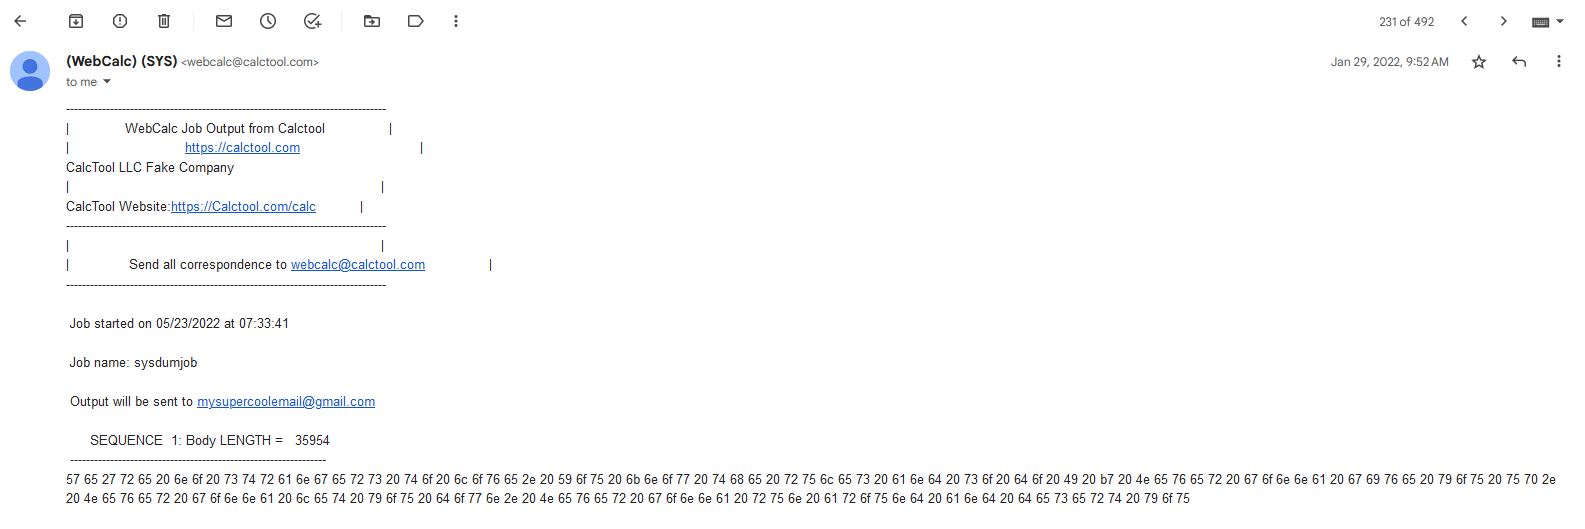 231 of 492
(WebCalc) (SYS) <webcalc@calctool.com>
Jan 29, 2022, 9:52 AM
to me
--------------------------------------------------------------------------------
| WebCalc Job Output from Calctool |
| https://calctool.com |
CalcTool LLC Fake Company
| |
CalcTool Website:https://Calctool.com/calc |
--------------------------------------------------------------------------------
| |
| Send all correspondence to webcalc@calctool.com |
--------------------------------------------------------------------------------
Job started on 05/23/2022 at 07:33:41
Job name: sysdumjob
Output will be sent to mysupercoolemail@gmail.com
SEQUENCE 1: Body LENGTH = 35954
----------------------------------------------------------------
57 65 27 72 65 20 6e 6f 20 73 74 72 61 6e 67 65 72 73 20 74 6f 20 6c 6f 76 65 2e 20 59 6f 75 20 6b 6e 6f 77 20 74 68 65 20 72 75 6c 65 73 20 61 6e 64 20 73 6f 20 64 6f 20 49 20 b7 20 4e 65 76 65 72 20 67 6f 6e 6e 61 20 67 69 76 65 20 79 6f 75 20 75 70 2e
20 4e 65 76 65 72 20 67 6f 6e 6e 61 20 6c 65 74 20 79 6f 75 20 64 6f 77 6e 2e 20 4e 65 76 65 72 20 67 6f 6e 6e 61 20 72 75 6e 20 61 72 6f 75 6e 64 20 61 6e 64 20 64 65 73 65 72 74 20 79 6f 75